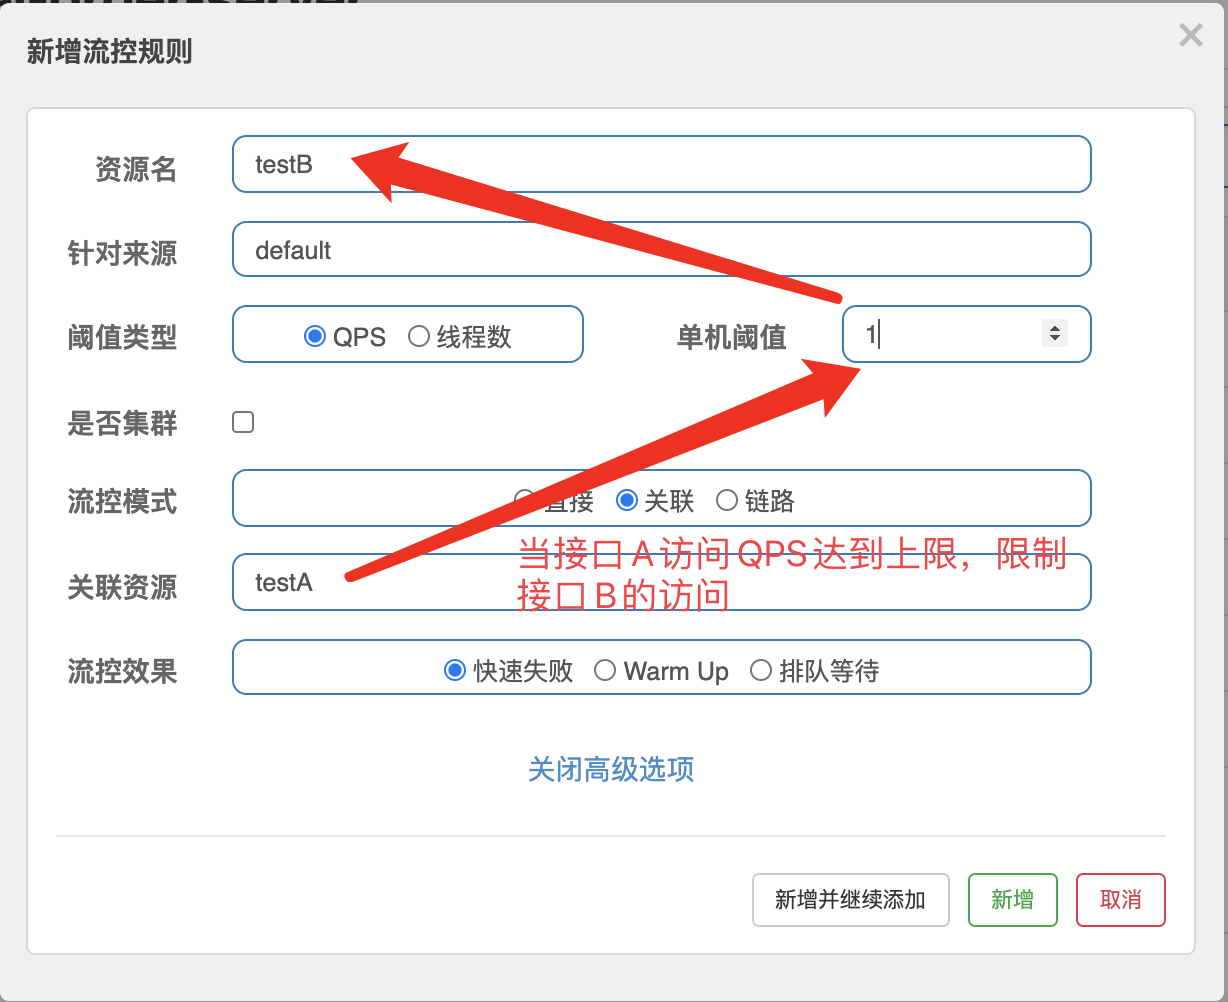 新增流控规则
×
资源名 testB
针对来源 default
阈值类型 QPS 线程数 单机阈值 1
是否集群
流控模式 直接 关联 链路
关联资源 testA
当接口A访问QPS达到上限，限制
接口B的访问
流控效果 快速失败 Warm Up 排队等待
关闭高级选项
新增并继续添加 新增 取消